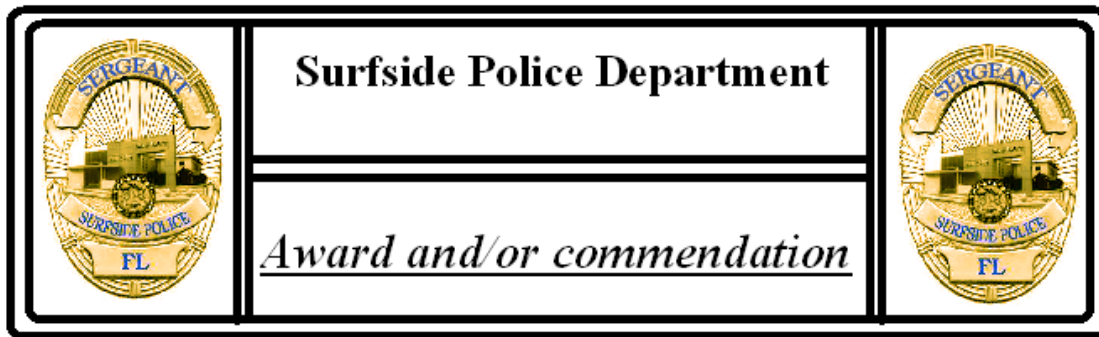 SERGEANT
SURFSIDE POLICE
FL
Surfside Police Department
Award and/or commendation
SERGEANT
SURFSIDE POLICE
FL